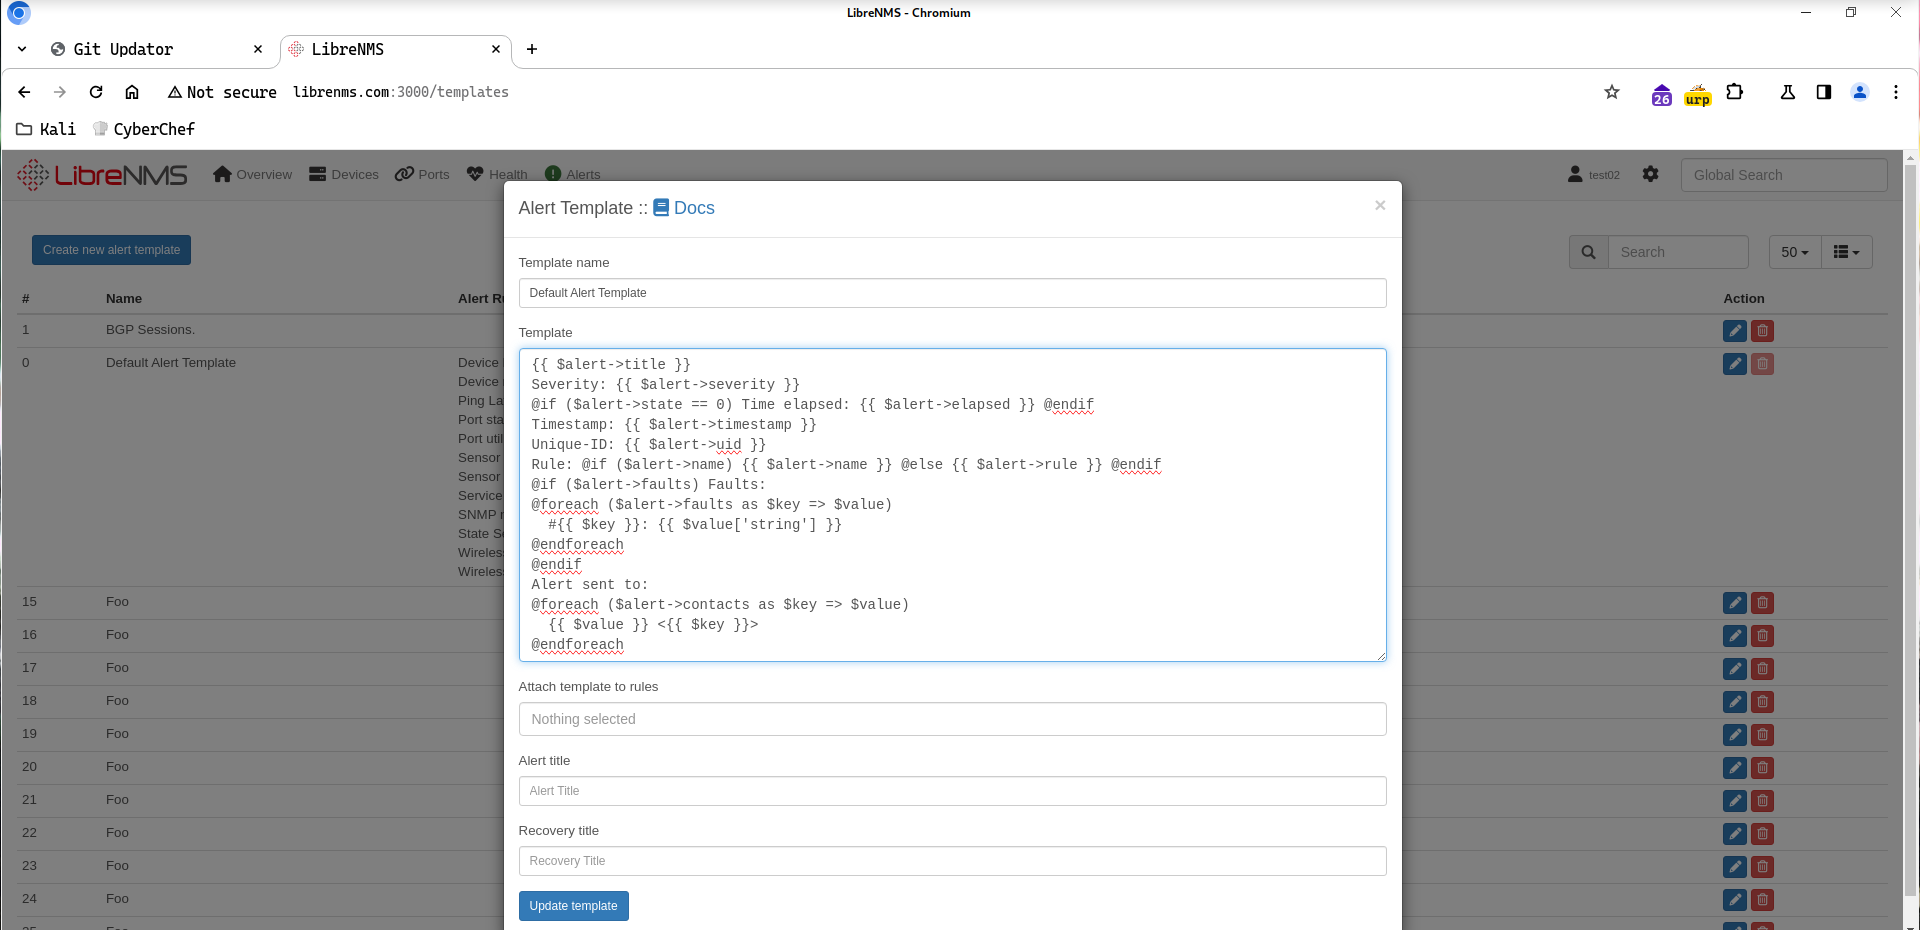 LibreNMS - Chromium
Git Updator
LibreNMS
Not secure librenms.com:3000/templates
26
urp
Kali
CyberChef
LibreNMS
Overview
Devices
Ports
Health
Alerts
test02
Global Search
Create new alert template
Search
50
# Name Alert Action
1 BGP Sessions.
0 Default Alert Template
Device
Device
Ping
Port
Port
Sensor
Sensor
Service
SNMP
State
15 Foo
16 Foo
17 Foo
18 Foo
19 Foo
20 Foo
21 Foo
22 Foo
23 Foo
24 Foo
Alert Template :: Docs ×
Template name
Default Alert Template
Template
{{ $alert->title }}
Severity: {{ $alert->severity }}
@if ($alert->state == 0) Time elapsed: {{ $alert->elapsed }} @endif
Timestamp: {{ $alert->timestamp }}
Unique-ID: {{ $alert->uid }}
Rule: @if ($alert->name) {{ $alert->name }} @else {{ $alert->rule }} @endif
@if ($alert->faults) Faults:
@foreach ($alert->faults as $key => $value)
  #{{ $key }}: {{ $value['string'] }}
@endforeach
@endif
Alert sent to:
@foreach ($alert->contacts as $key => $value)
  {{ $value }} <{{ $key }}>
@endforeach
Attach template to rules
Nothing selected
Alert title
Alert Title
Recovery title
Recovery Title
Update template